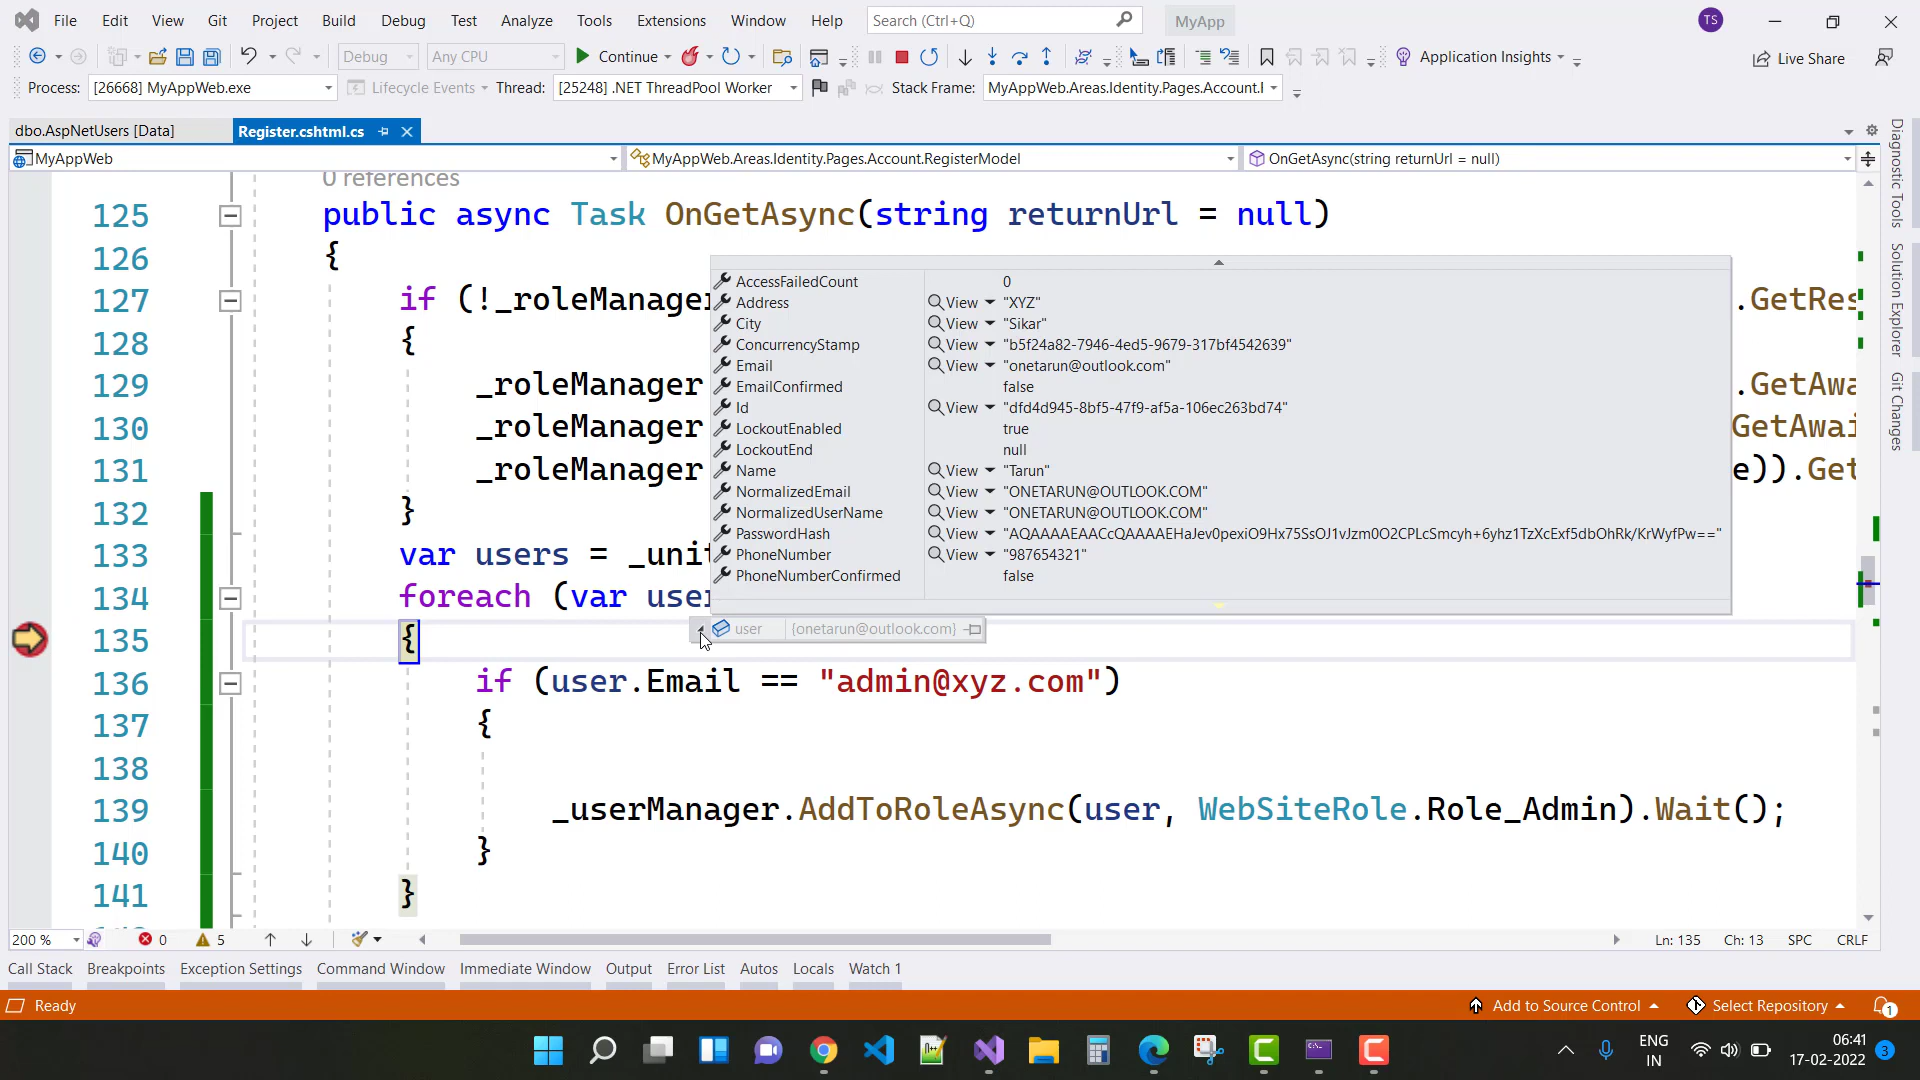 File Edit View Git Project Build Debug Test Analyze Tools Extensions Window Help Search (Ctrl+Q) MyApp TS
Debug Any CPU Continue Application Insights Live Share
Process: [26668] MyAppWeb.exe Lifecycle Events Thread: [25248] .NET ThreadPool Worker Stack Frame: MyAppWeb.Areas.Identity.Pages.Account.I
dbo.AspNetUsers [Data] Register.cshtml.cs
MyAppWeb MyAppWeb.Areas.Identity.Pages.Account.RegisterModel OnGetAsync(string returnUrl = null)
0 references
125 public async Task OnGetAsync(string returnUrl = null)
126 {
127 if (!_roleManager .GetRes
128 {
129 _roleManager .GetAwa
130 _roleManager GetAwai
131 _roleManager e)).Get
132 }
133 var users = _unit
134 foreach (var user
135 {
136 if (user.Email == "admin@xyz.com")
137 {
138
139 _userManager.AddToRoleAsync(user, WebSiteRole.Role_Admin).Wait();
140 }
141 }
AccessFailedCount 0
Address View "XYZ"
City View "Sikar"
ConcurrencyStamp View "b5f24a82-7946-4ed5-9679-317bf4542639"
Email View "onetarun@outlook.com"
EmailConfirmed false
Id View "dfd4d945-8bf5-47f9-af5a-106ec263bd74"
LockoutEnabled true
LockoutEnd null
Name View "Tarun"
NormalizedEmail View "ONETARUN@OUTLOOK.COM"
NormalizedUserName View "ONETARUN@OUTLOOK.COM"
PasswordHash View "AQAAAAEAACcQAAAAEHaJev0pexiO9Hx75SsOJ1vJzm0O2CPLcSmcyh+6yhz1TzXcExf5dbOhRk/KrWyfPw=="
PhoneNumber View "987654321"
PhoneNumberConfirmed false
user {onetarun@outlook.com}
Diagnostic Tools
Solution Explorer
Git Changes
200 % 0 5 Ln: 135 Ch: 13 SPC CRLF
Call Stack Breakpoints Exception Settings Command Window Immediate Window Output Error List Autos Locals Watch 1
Ready Add to Source Control Select Repository 1
ENG
IN
06:41
17-02-2022 3